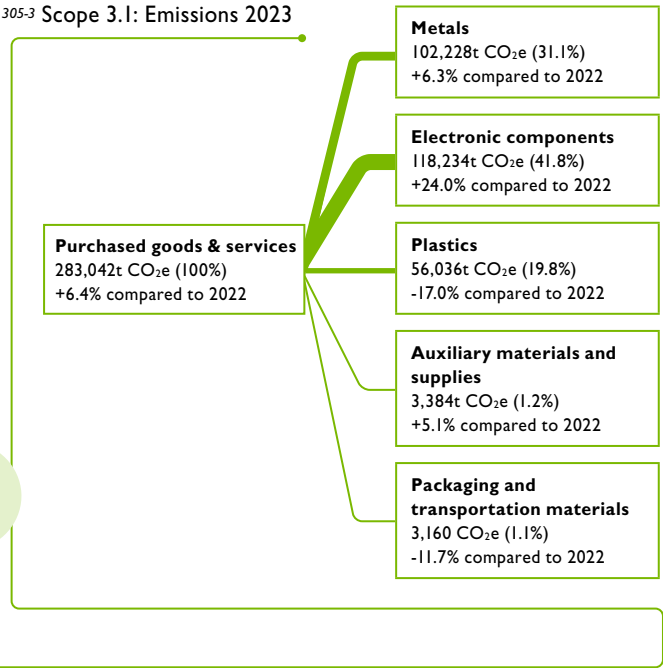 305-3 Scope 3.1: Emissions 2023
Metals
102,228t CO₂e (31.1%)
+6.3% compared to 2022
Electronic components
118,234t CO₂e (41.8%)
+24.0% compared to 2022
Purchased goods & services
283,042t CO₂e (100%)
+6.4% compared to 2022
Plastics
56,036t CO₂e (19.8%)
-17.0% compared to 2022
Auxiliary materials and
supplies
3,384t CO₂e (1.2%)
+5.1% compared to 2022
Packaging and
transportation materials
3,160 CO₂e (1.1%)
-11.7% compared to 2022